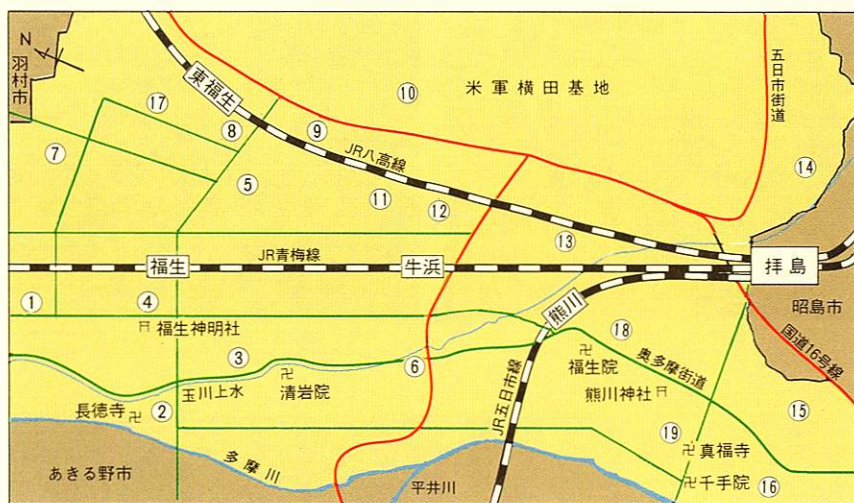 N
羽村市
東福生
⑰
⑩
米軍横田基地
五日市街道
⑦
⑧
⑨
JR八高線
⑭
⑤
⑪
⑫
⑬
JR青梅線
福生
牛浜
拝島
①
④
福生神明社
熊川
昭島市
③
⑱
国道16号線
⑥
福生院
奥多摩街道
玉川上水
清岩院
熊川神社
長徳寺
②
JR五日市線
⑮
⑲
真福寺
あきる野市
多摩川
平井川
千手院
⑯